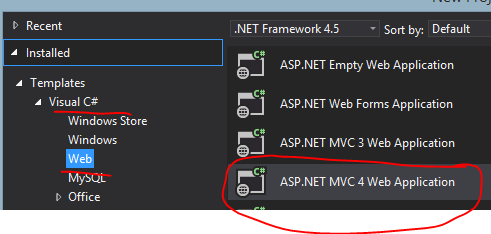 New Proj
Recent
.NET Framework 4.5 Sort by: Default
Installed
Templates
Visual C#
Windows Store
Windows
Web
MySQL
Office
C# ASP.NET Empty Web Application
C# ASP.NET Web Forms Application
C# ASP.NET MVC 3 Web Application
C# ASP.NET MVC 4 Web Application
C#